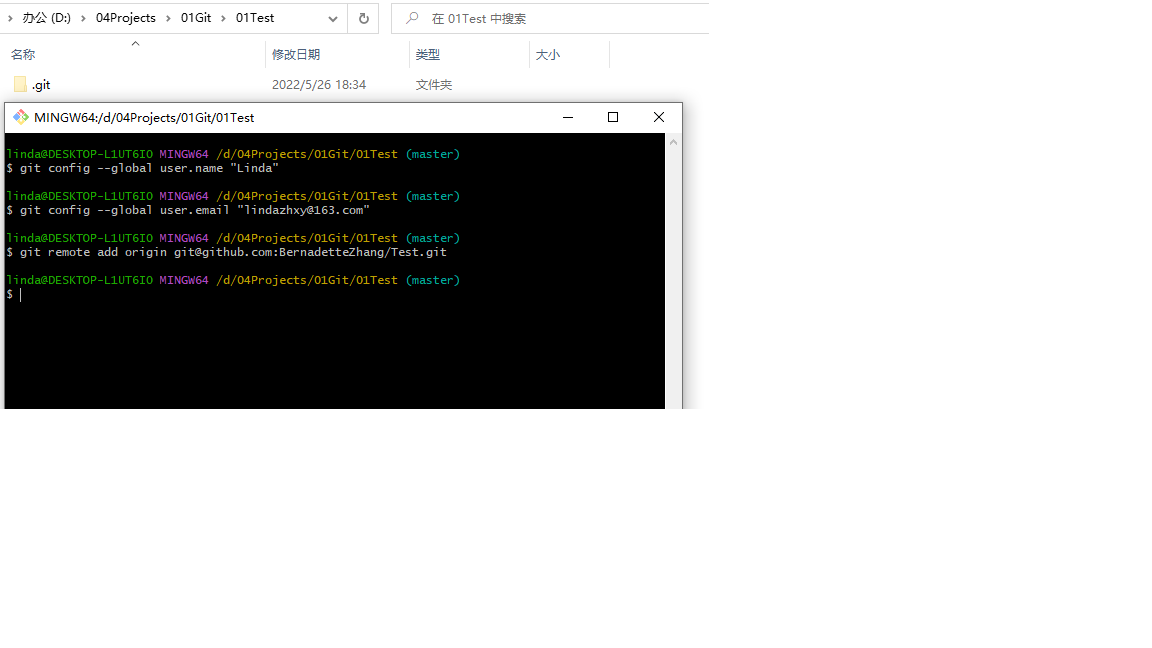 办公 (D:) › 04Projects › 01Git › 01Test 在 01Test 中搜索
名称 修改日期 类型 大小
.git 2022/5/26 18:34 文件夹
MINGW64:/d/04Projects/01Git/01Test
linda@DESKTOP-L1UT6IO MINGW64 /d/04Projects/01Git/01Test (master)
$ git config --global user.name "Linda"
linda@DESKTOP-L1UT6IO MINGW64 /d/04Projects/01Git/01Test (master)
$ git config --global user.email "lindazhxy@163.com"
linda@DESKTOP-L1UT6IO MINGW64 /d/04Projects/01Git/01Test (master)
$ git remote add origin git@github.com:BernadetteZhang/Test.git
linda@DESKTOP-L1UT6IO MINGW64 /d/04Projects/01Git/01Test (master)
$